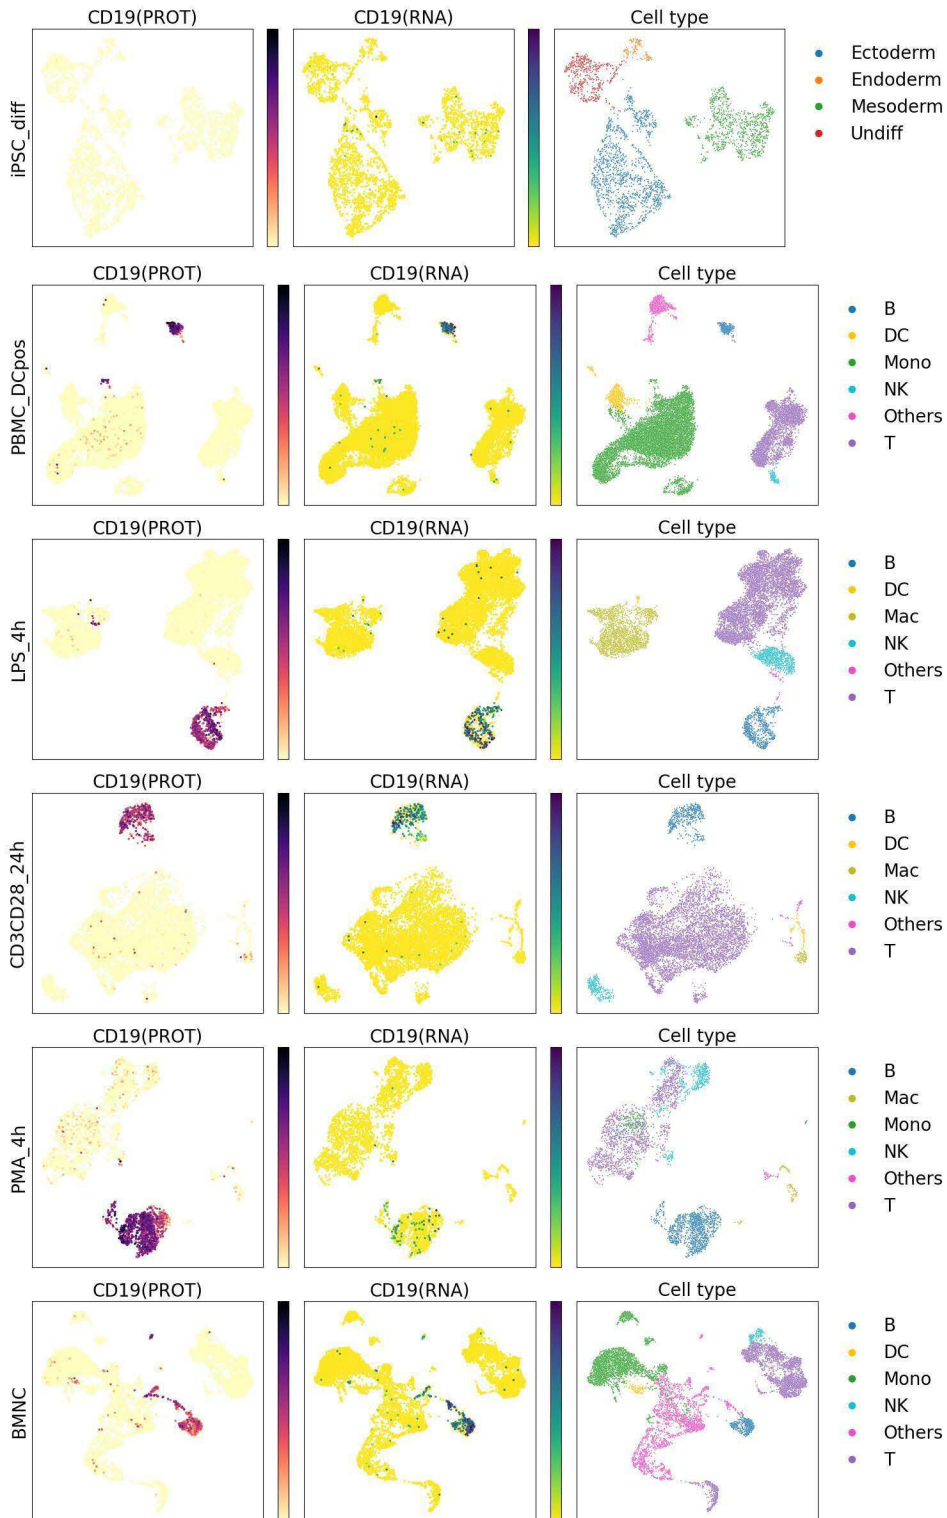 CD19(PROT) CD19(RNA) Cell type
iPSC_diff
Ectoderm
Endoderm
Mesoderm
Undiff
CD19(PROT) CD19(RNA) Cell type
PBMC_DCpos
B
DC
Mono
NK
Others
T
CD19(PROT) CD19(RNA) Cell type
LPS_4h
B
DC
Mac
NK
Others
T
CD19(PROT) CD19(RNA) Cell type
CD3CD28_24h
B
DC
Mac
NK
Others
T
CD19(PROT) CD19(RNA) Cell type
PMA_4h
B
Mac
Mono
NK
Others
T
CD19(PROT) CD19(RNA) Cell type
BMNC
B
DC
Mono
NK
Others
T